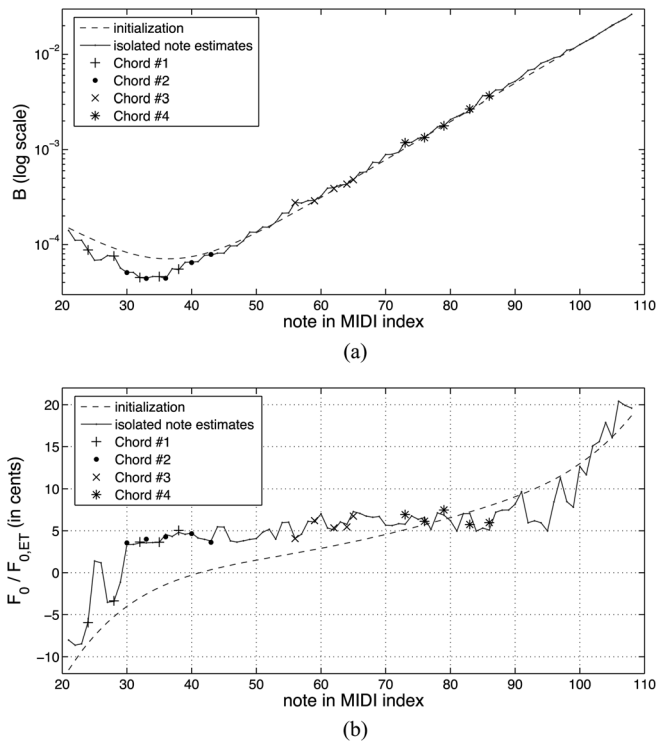 initialization
isolated note estimates
Chord #1
Chord #2
Chord #3
Chord #4
B (log scale)
10^-2
10^-3
10^-4
20 30 40 50 60 70 80 90 100 110
note in MIDI index
(a)
initialization
isolated note estimates
Chord #1
Chord #2
Chord #3
Chord #4
F_0 / F_0,ET (in cents)
20
15
10
5
0
−5
−10
20 30 40 50 60 70 80 90 100 110
note in MIDI index
(b)